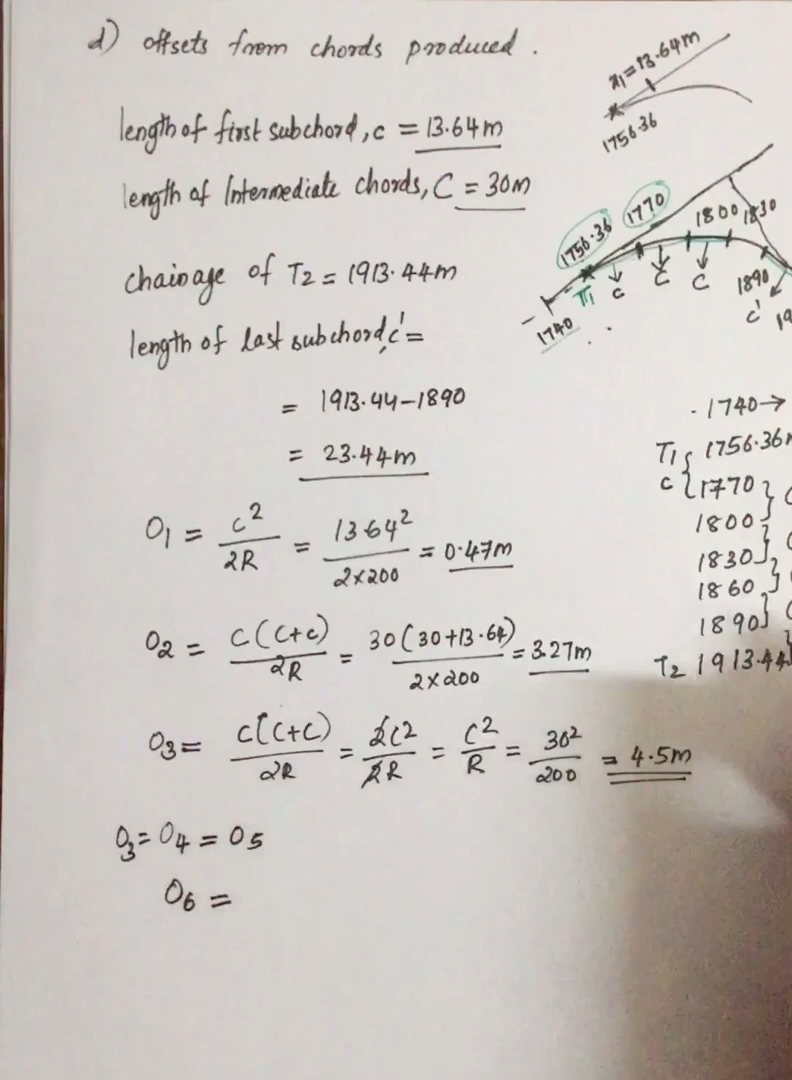 d) offsets from chords produced.
x1 = 13.64m
1756.36
length of first subchord, c = 13.64m
length of Intermediate chords, C = 30m
1756.36 1770 1800 1830
T1 c C C 1890
1740 c'
chainage of T2 = 1913.44m
length of last subchord, c' =
= 1913.44-1890
= 23.44m
O1 = c2/2R = 13.642/2×200 = 0.47m
O2 = C(C+c)/2R = 30(30+13.64)/2×200 = 3.27m
O3 = C(C+C)/2R = 2C2/2R = C2/R = 302/200 = 4.5m
O3 = O4 = O5
O6 =
1740→
T1 1756.36
c 1770
1800
1830
1860
1890
T2 1913.44